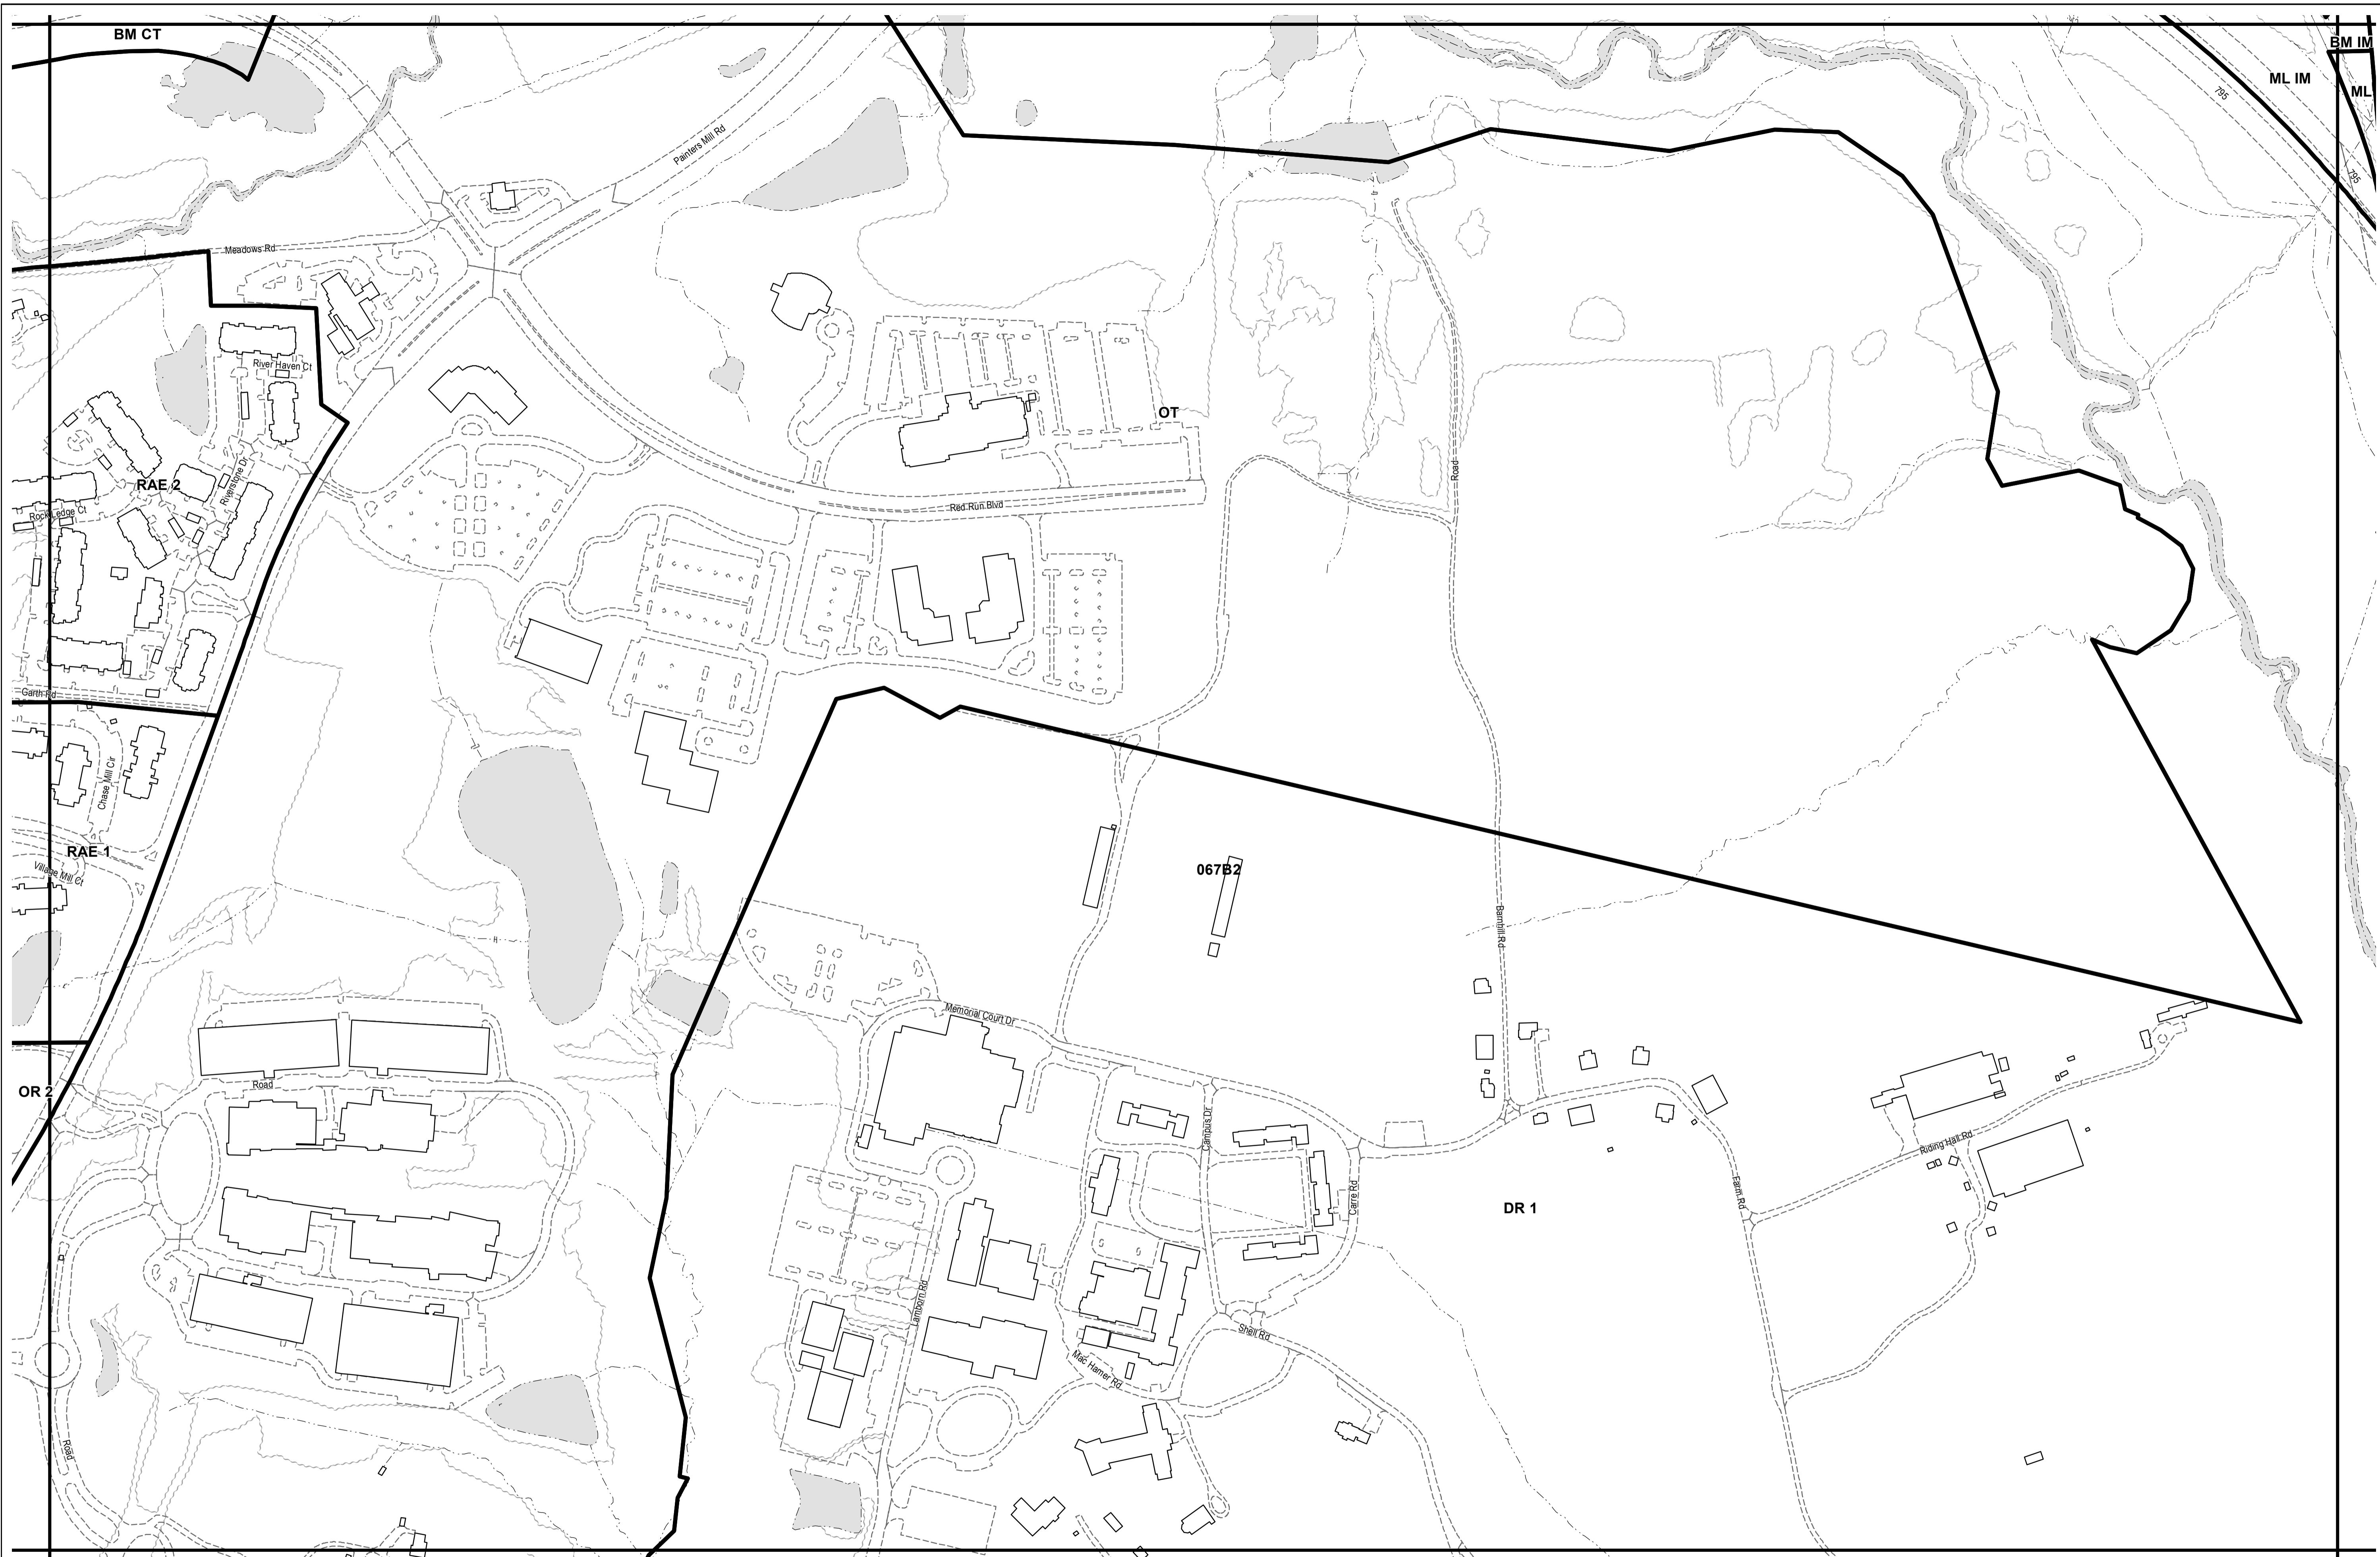 BM CT
BM IM
ML IM
ML
795
795
Painters Mill Rd
Meadows Rd
River Haven Ct
OT
RAE 2
Riverstone Dr
Rock Ledge Ct
Red Run Blvd
Road
Garth Rd
Chase Mill Cir
RAE 1
Village Mill Ct
067B2
Barnhill Rd
Memorial Court Dr
OR 2
Road
Campus Dr
Riding Hall Rd
Carre Rd
Farm Rd
DR 1
Lamborn Rd
Shell Rd
Mac Hamer Rd
Road